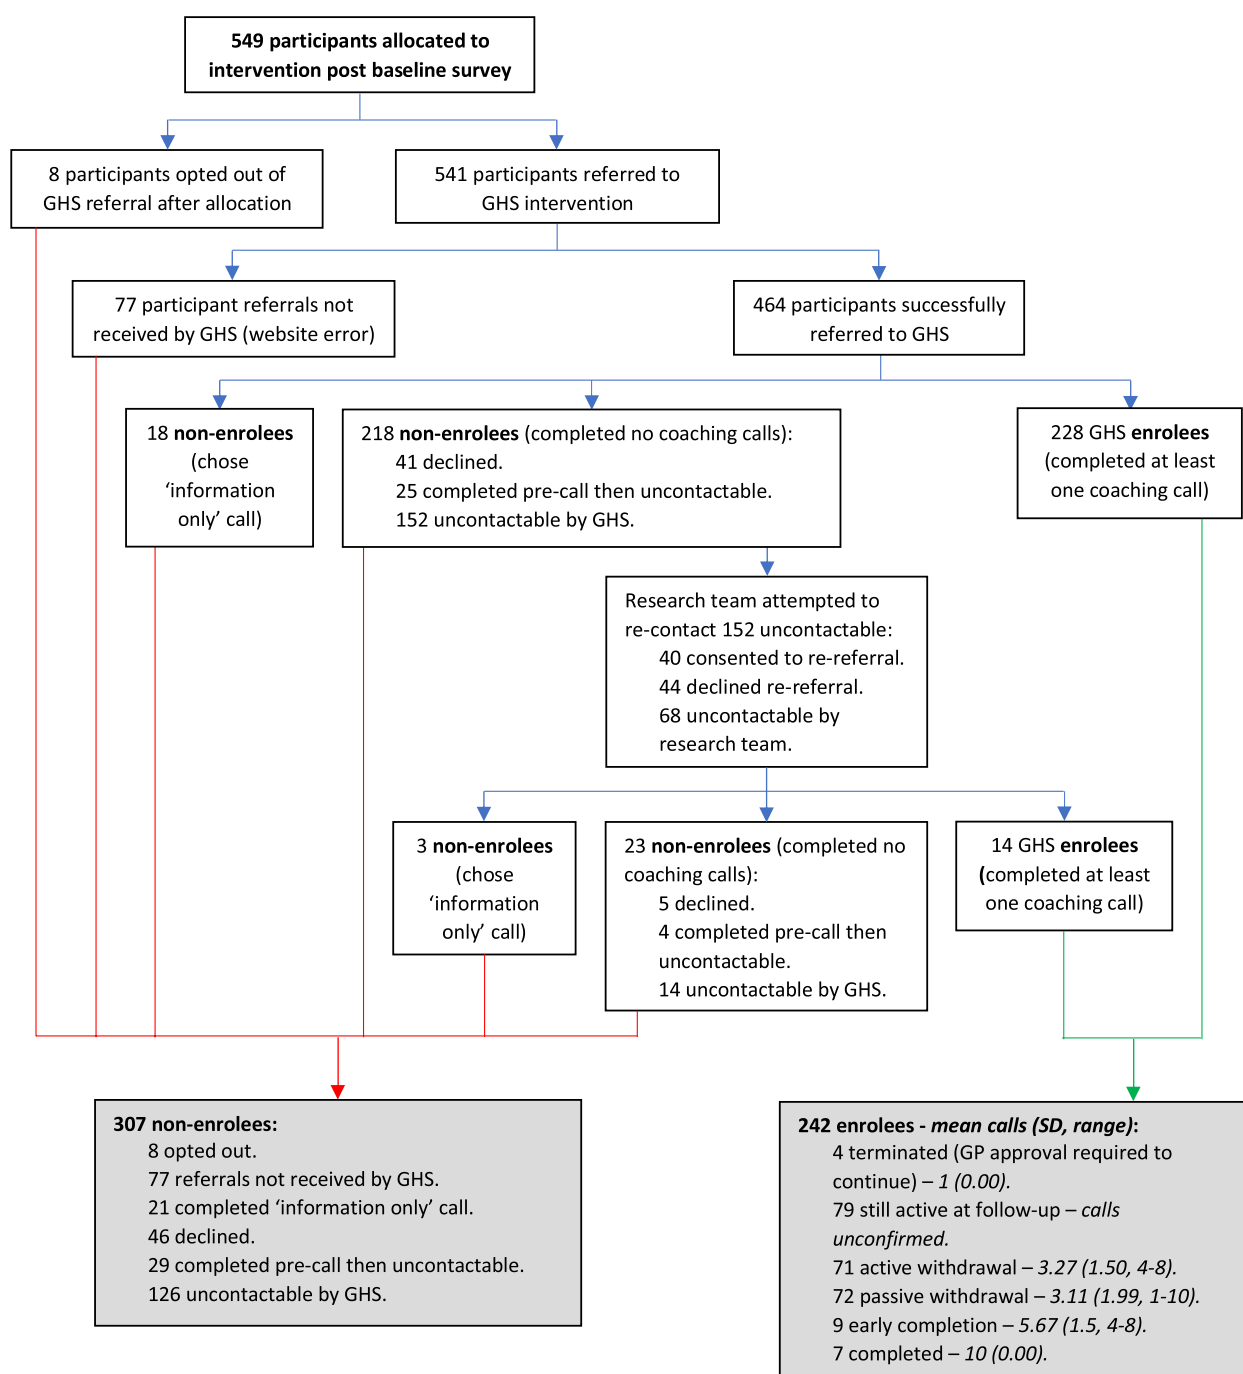 549 participants allocated to
intervention post baseline survey
8 participants opted out of
GHS referral after allocation
541 participants referred to
GHS intervention
77 participant referrals not
received by GHS (website error)
464 participants successfully
referred to GHS
18 non-enrolees
(chose
‘information
only’ call)
218 non-enrolees (completed no coaching calls):
41 declined.
25 completed pre-call then uncontactable.
152 uncontactable by GHS.
228 GHS enrolees
(completed at least
one coaching call)
Research team attempted to
re-contact 152 uncontactable:
40 consented to re-referral.
44 declined re-referral.
68 uncontactable by
research team.
3 non-enrolees
(chose
‘information
only’ call)
23 non-enrolees (completed no
coaching calls):
5 declined.
4 completed pre-call then
uncontactable.
14 uncontactable by GHS.
14 GHS enrolees
(completed at least
one coaching call)
307 non-enrolees:
8 opted out.
77 referrals not received by GHS.
21 completed ‘information only’ call.
46 declined.
29 completed pre-call then uncontactable.
126 uncontactable by GHS.
242 enrolees - mean calls (SD, range):
4 terminated (GP approval required to
continue) – 1 (0.00).
79 still active at follow-up – calls
unconfirmed.
71 active withdrawal – 3.27 (1.50, 4-8).
72 passive withdrawal – 3.11 (1.99, 1-10).
9 early completion – 5.67 (1.5, 4-8).
7 completed – 10 (0.00).